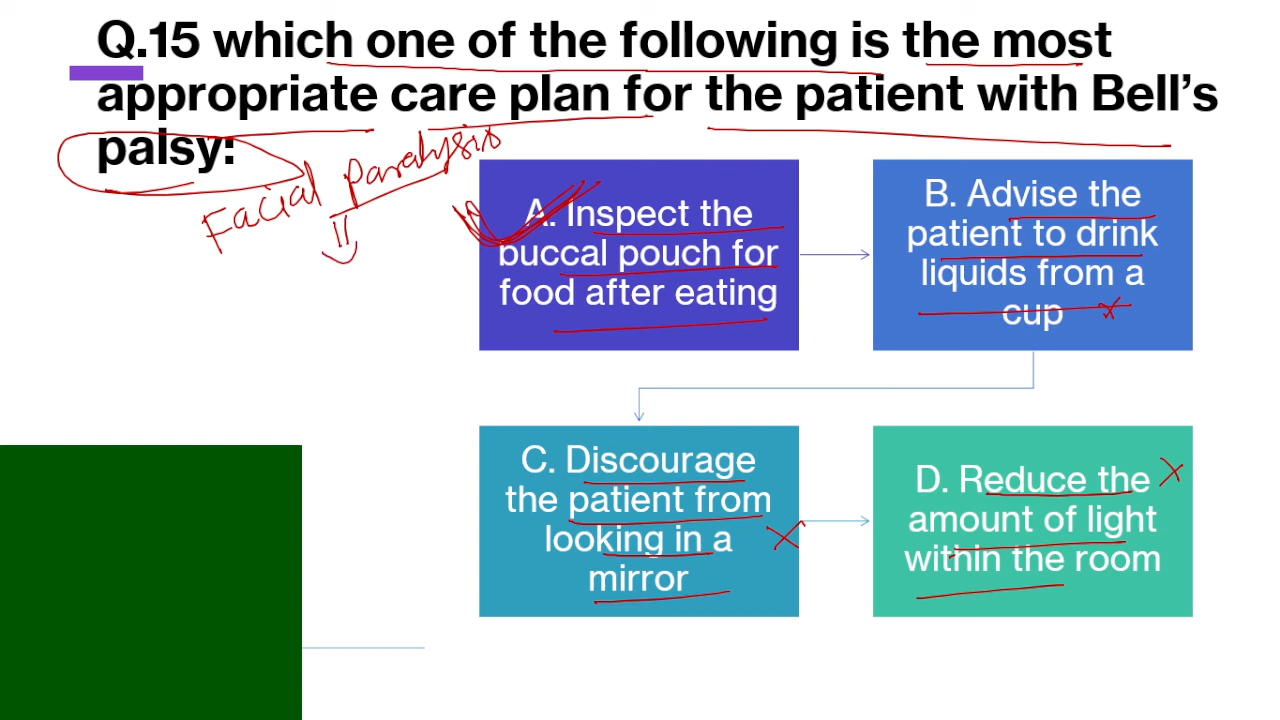 Q.15 which one of the following is the most
appropriate care plan for the patient with Bell's
palsy:
Facial paralysis
A. Inspect the
buccal pouch for
food after eating
B. Advise the
patient to drink
liquids from a
cup
C. Discourage
the patient from
looking in a
mirror
D. Reduce the
amount of light
within the room